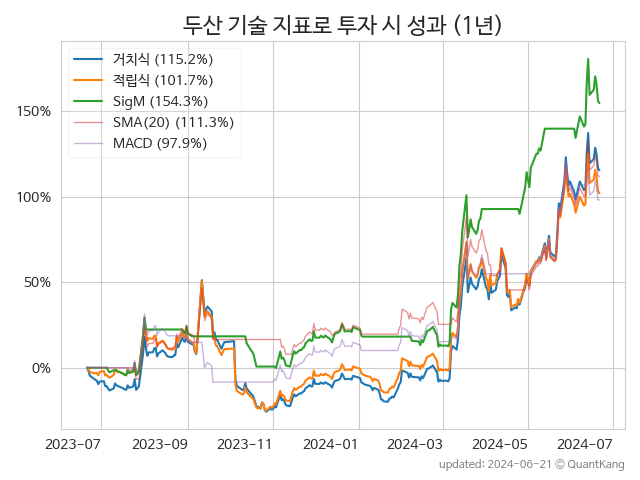 두산 기술 지표로 투자 시 성과 (1년)
거치식 (115.2%)
적립식 (101.7%)
SigM (154.3%)
SMA(20) (111.3%)
MACD (97.9%)
150%
100%
50%
0%
2023-07 2023-09 2023-11 2024-01 2024-03 2024-05 2024-07
updated: 2024-06-21 © QuantKang